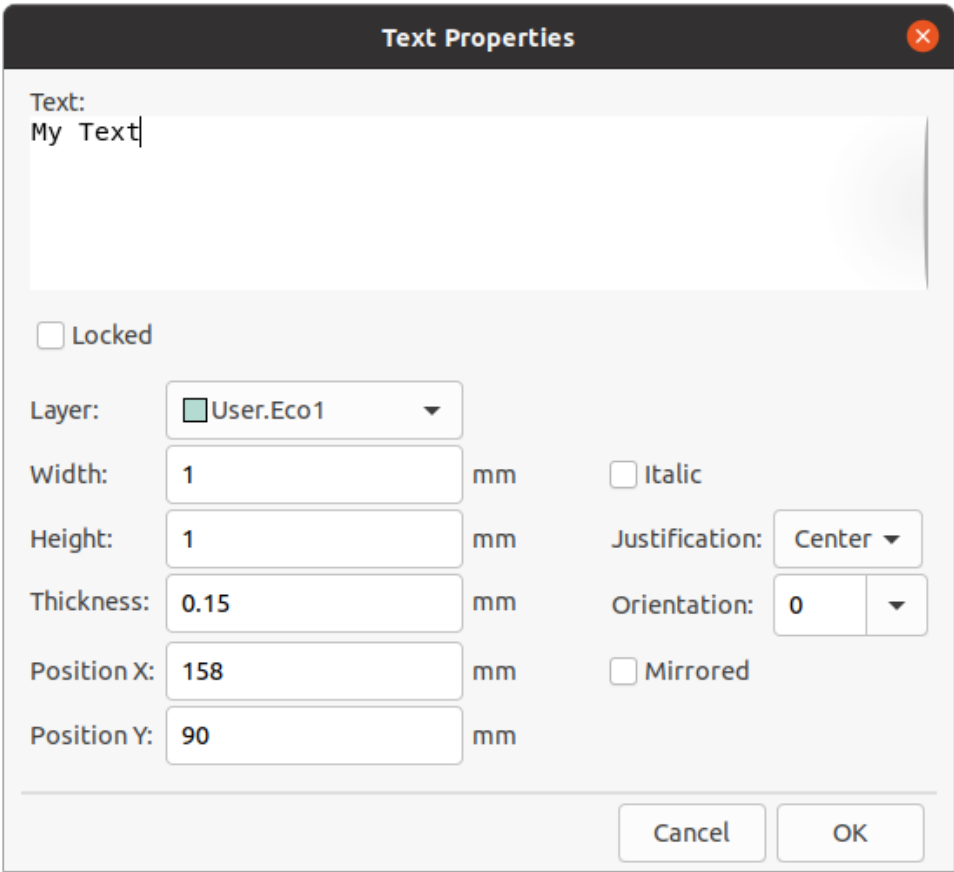 Text Properties
Text:
My Text
Locked
Layer: User.Eco1
Width: 1 mm Italic
Height: 1 mm Justification: Center
Thickness: 0.15 mm Orientation: 0
Position X: 158 mm Mirrored
Position Y: 90 mm
Cancel OK